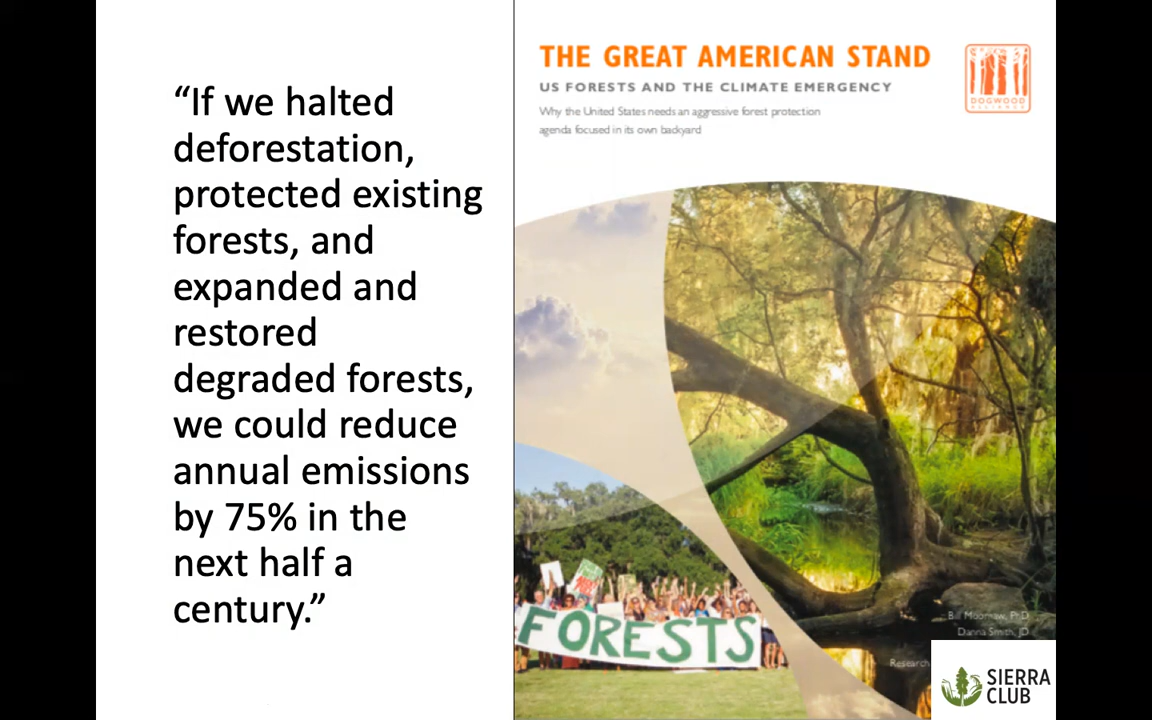 “If we halted
deforestation,
protected existing
forests, and
expanded and
restored
degraded forests,
we could reduce
annual emissions
by 75% in the
next half a
century.”
THE GREAT AMERICAN STAND
US FORESTS AND THE CLIMATE EMERGENCY
Why the United States needs an aggressive forest protection
agenda focused in its own backyard
DOGWOOD
ALLIANCE
FORESTS
Bill Moomaw, PhD
Danna Smith, JD
Research
SIERRA
CLUB